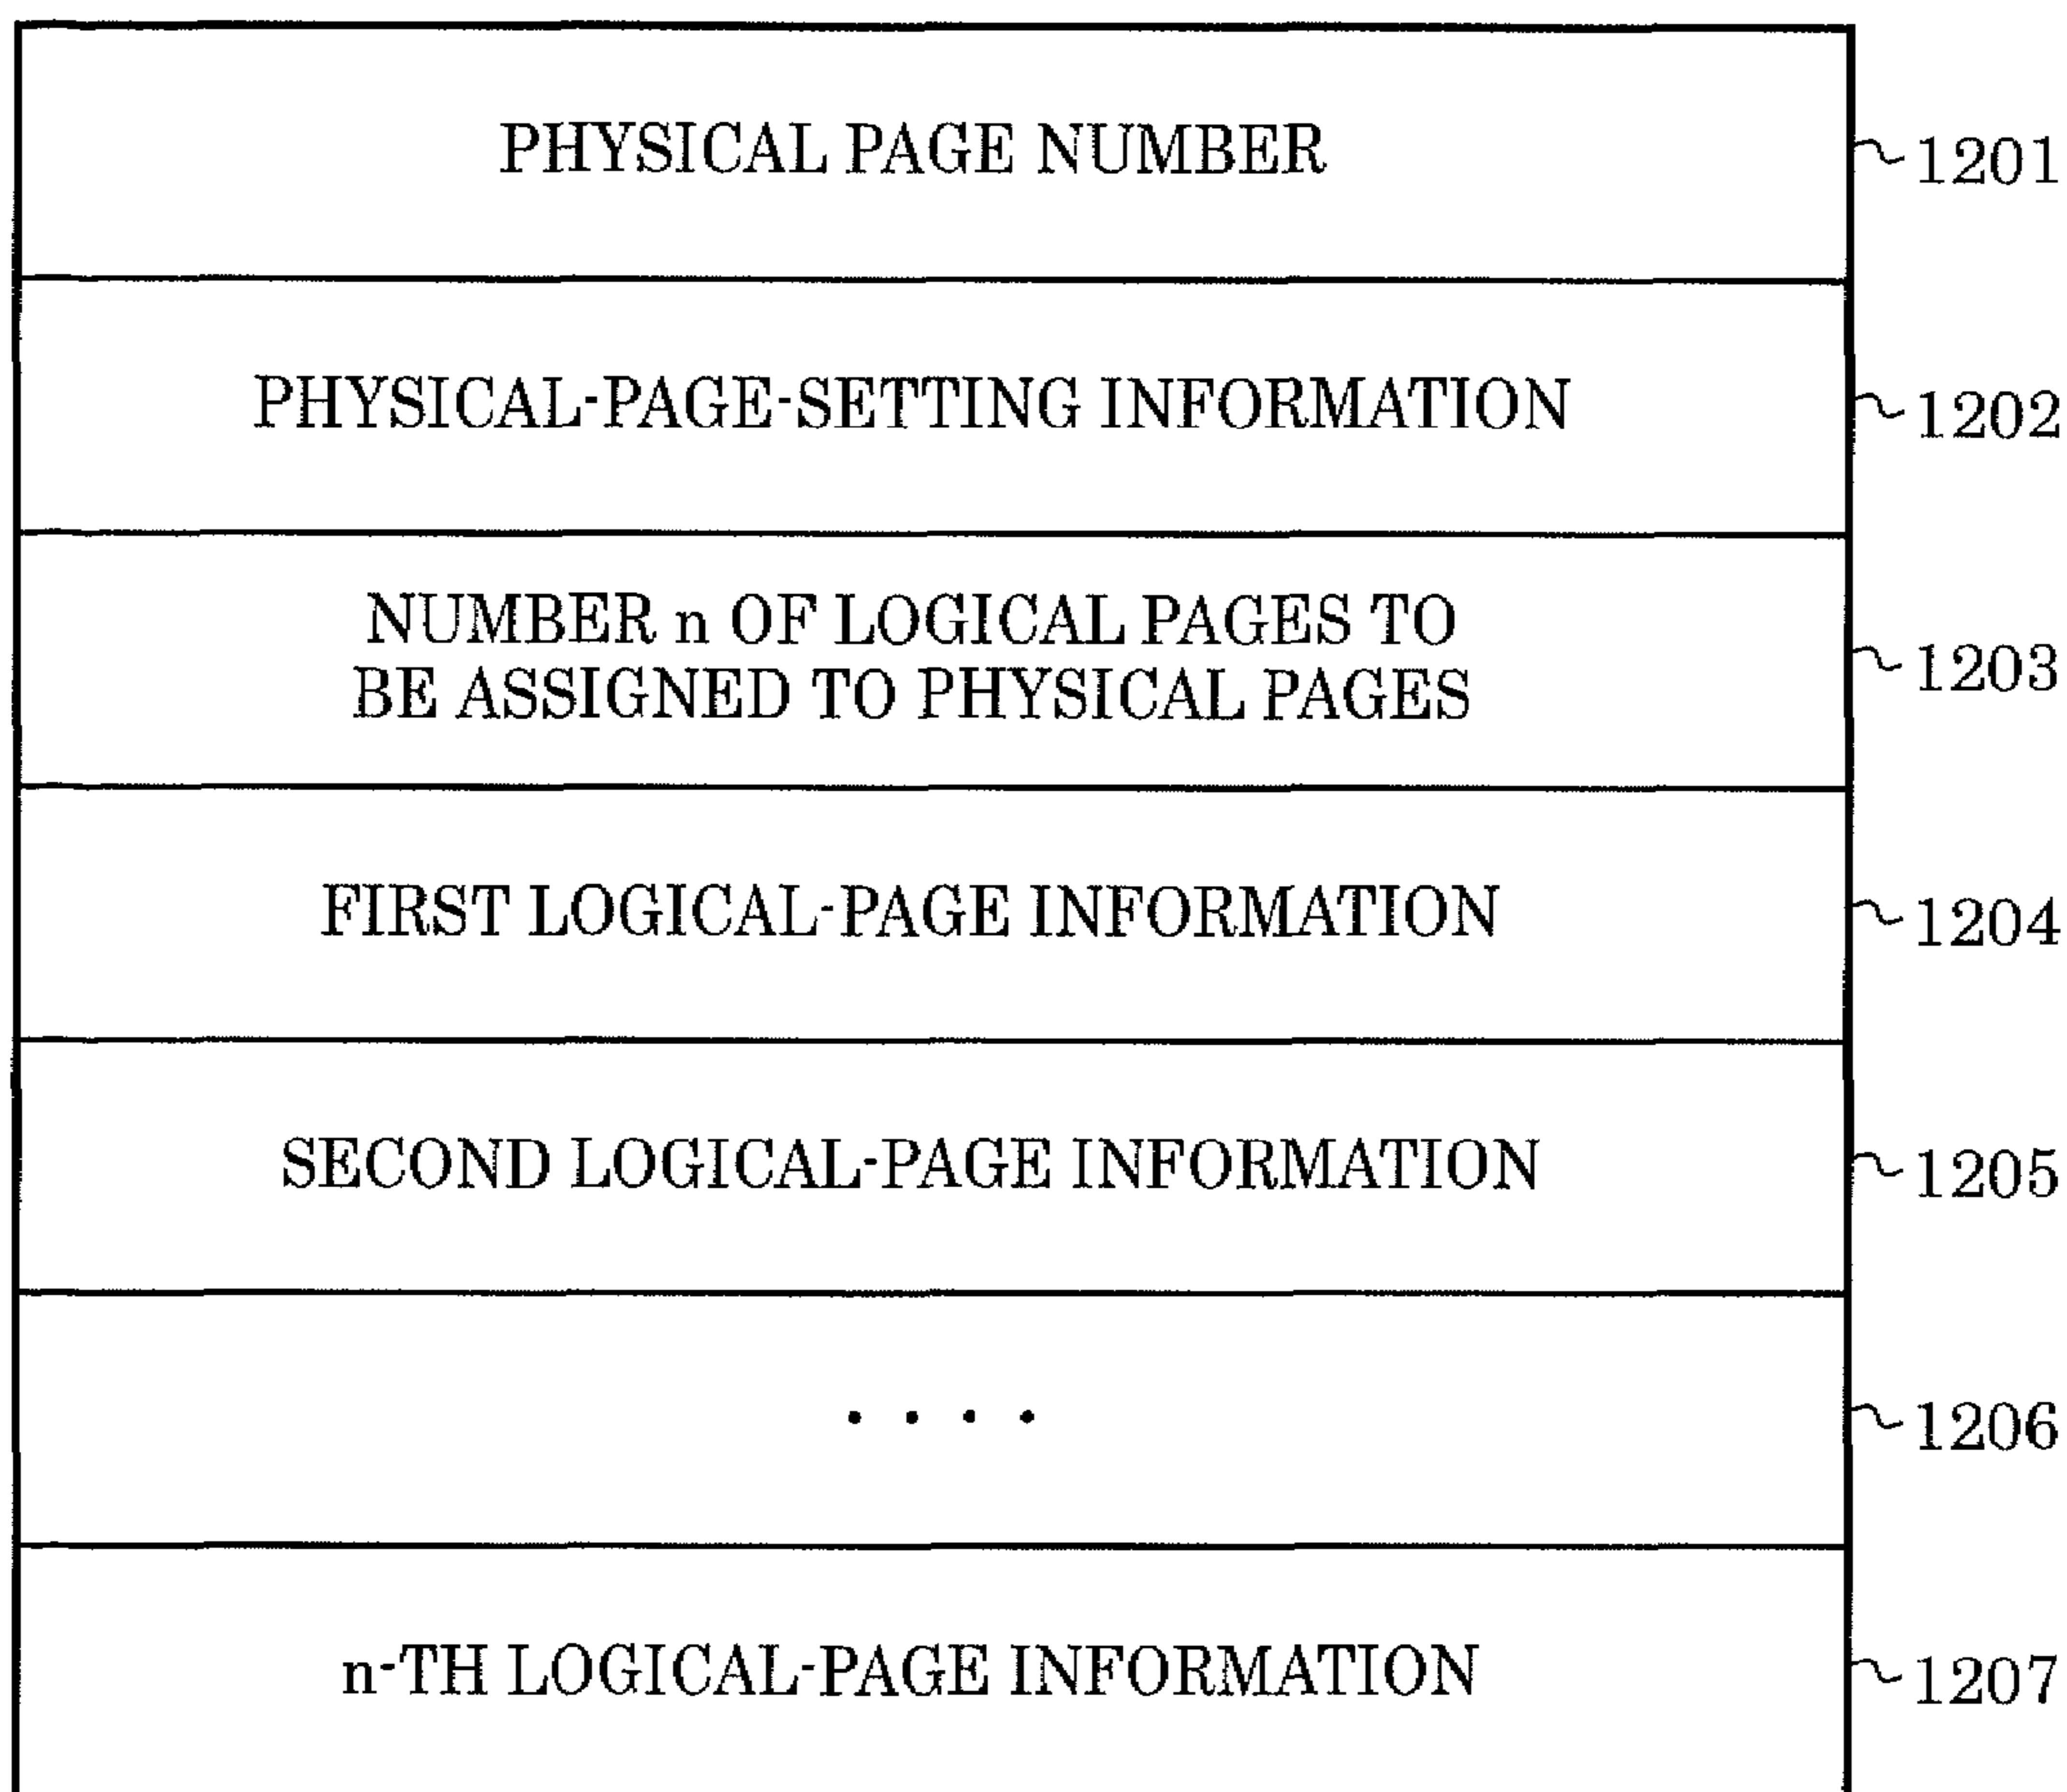 PHYSICAL PAGE NUMBER 1201
PHYSICAL-PAGE-SETTING INFORMATION 1202
NUMBER n OF LOGICAL PAGES TO
BE ASSIGNED TO PHYSICAL PAGES 1203
FIRST LOGICAL-PAGE INFORMATION 1204
SECOND LOGICAL-PAGE INFORMATION 1205
. . . . 1206
n-TH LOGICAL-PAGE INFORMATION 1207